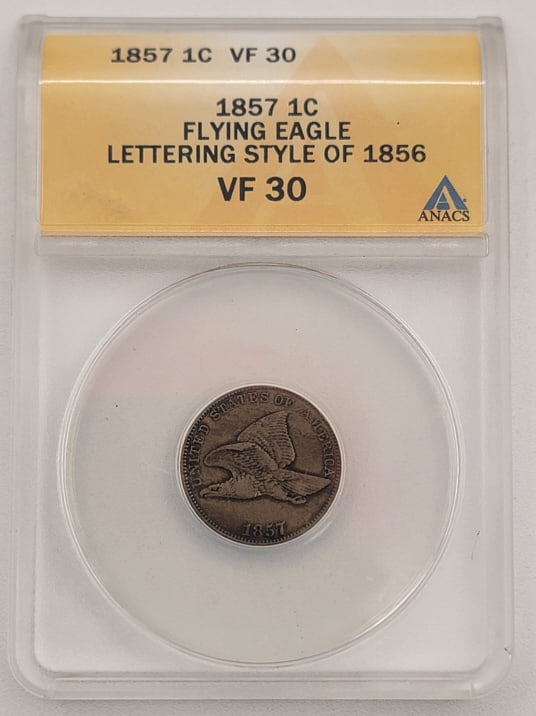 1857 1C VF 30
1857 1C
FLYING EAGLE
LETTERING STYLE OF 1856
VF 30
ANACS
UNITED STATES OF AMERICA
1857